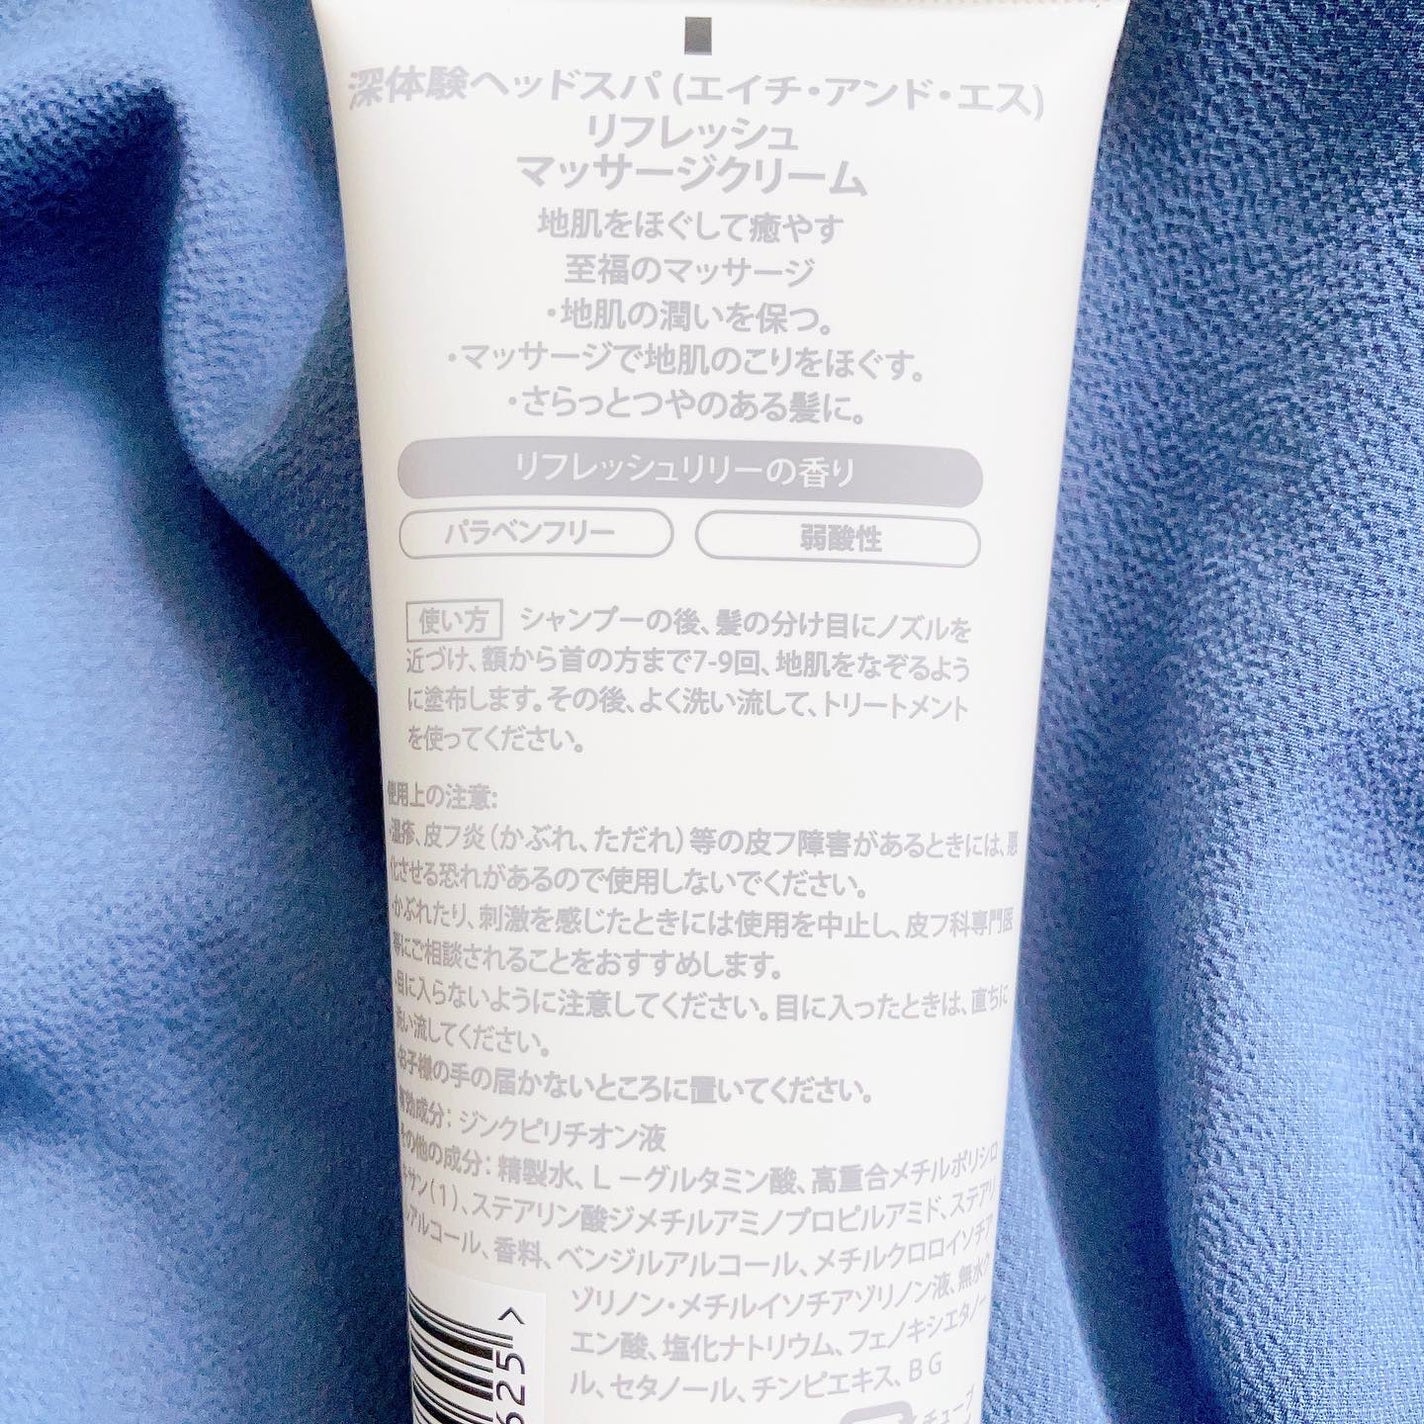 深体験ヘッドスパ (エイチ・アンド・エス)
リフレッシュ
マッサージクリーム
地肌をほぐして癒やす
至福のマッサージ
・地肌の潤いを保つ。
・マッサージで地肌のこりをほぐす。
・さらっとつやのある髪に。
リフレッシュリリーの香り
パラベンフリー 弱酸性
使い方 シャンプーの後、髪の分け目にノズルを
近づけ、額から首の方まで7-9回、地肌をなぞるよう
に塗布します。その後、よく洗い流して、トリートメント
を使ってください。
使用上の注意:
・湿疹、皮フ炎(かぶれ、ただれ)等の皮フ障害があるときには、悪
化させる恐れがあるので使用しないでください。
・かぶれたり、刺激を感じたときには使用を中止し、皮フ科専門医
等にご相談されることをおすすめします。
・目に入らないように注意してください。目に入ったときは、直ちに
洗い流してください。
・お子様の手の届かないところに置いてください。
有効成分: ジンクピリチオン液
その他の成分: 精製水、L-グルタミン酸、高重合メチルポリシロ
キサン(1)、ステアリン酸ジメチルアミノプロピルアミド、ステアリ
ルアルコール、香料、ベンジルアルコール、メチルクロロイソチア
ゾリノン・メチルイソチアゾリノン液、無水ク
エン酸、塩化ナトリウム、フェノキシエタノー
ル、セタノール、チンピエキス、BG
チューブ
625 >